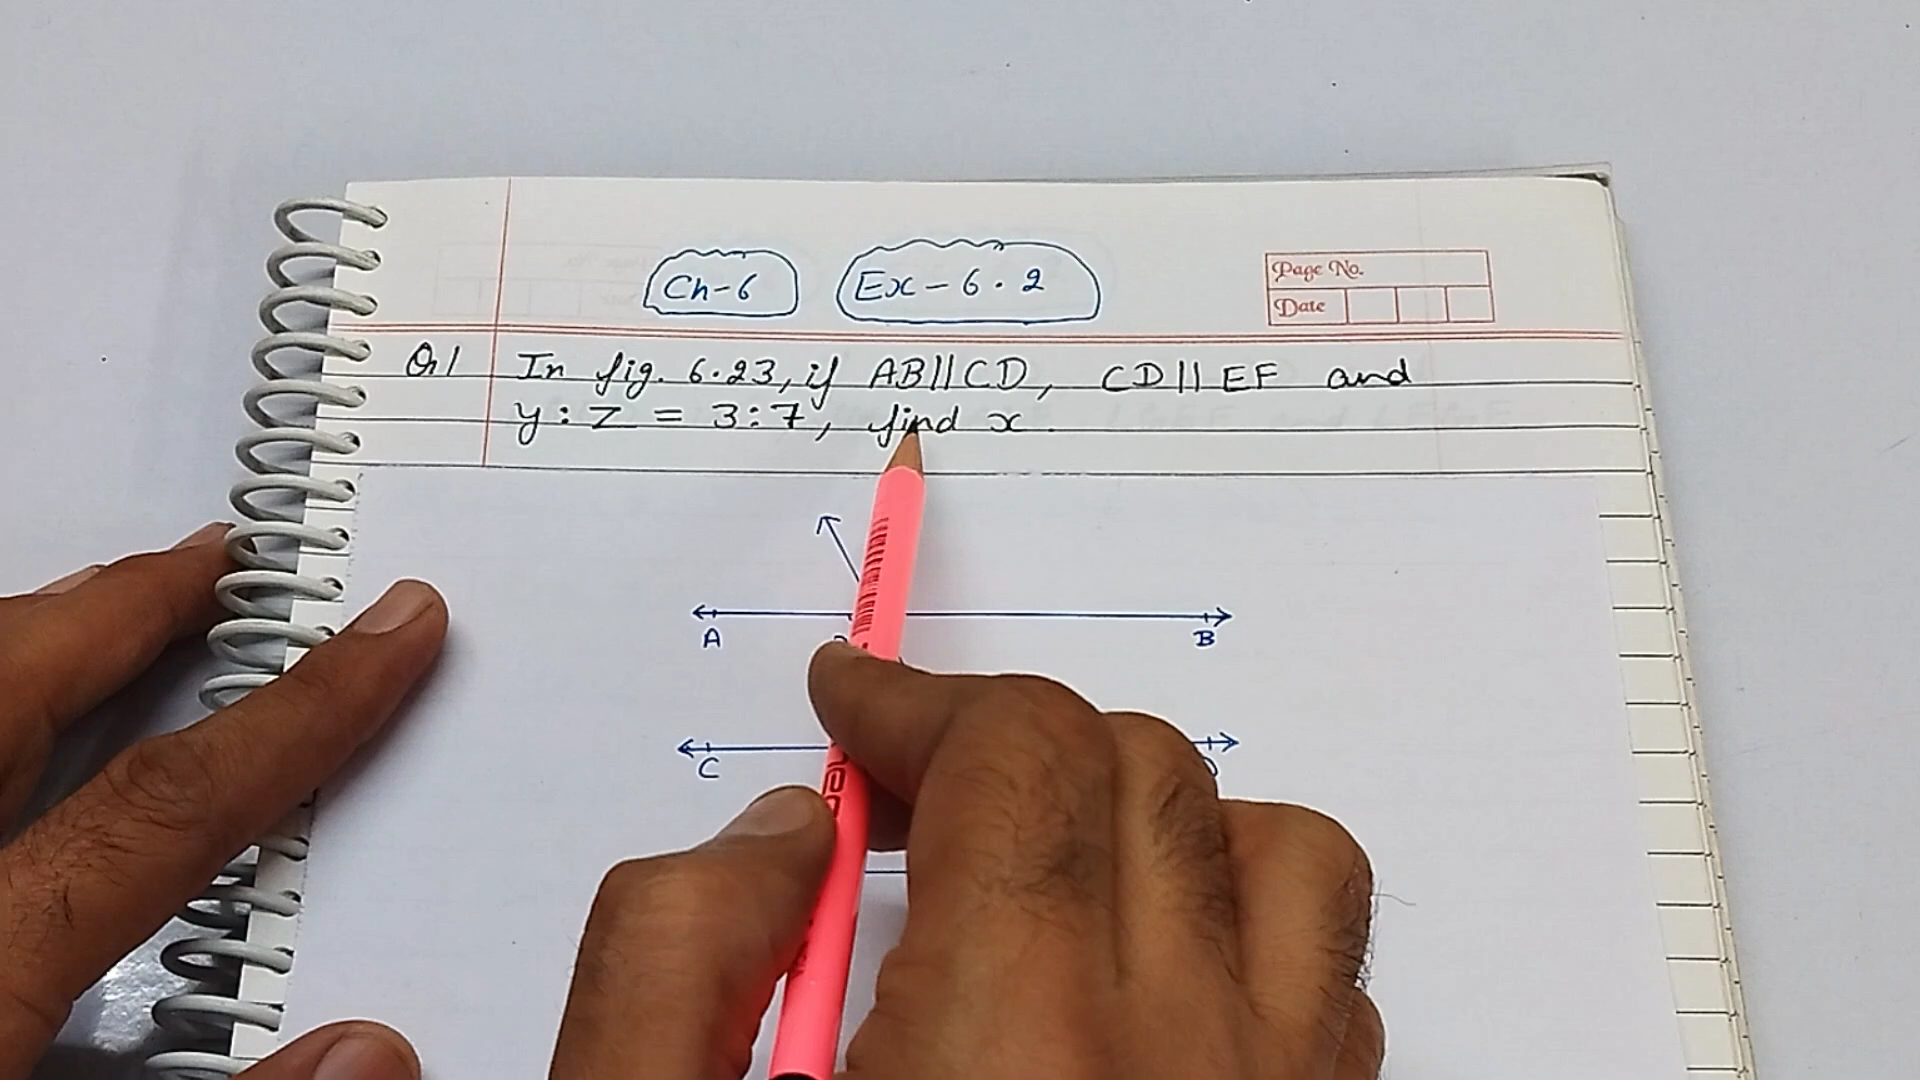 Ch-6 Ex-6.2
Page No.
Date
Q1 In fig. 6.23, if AB||CD, CD||EF and
y : z = 3:7, find x.
A B
C D